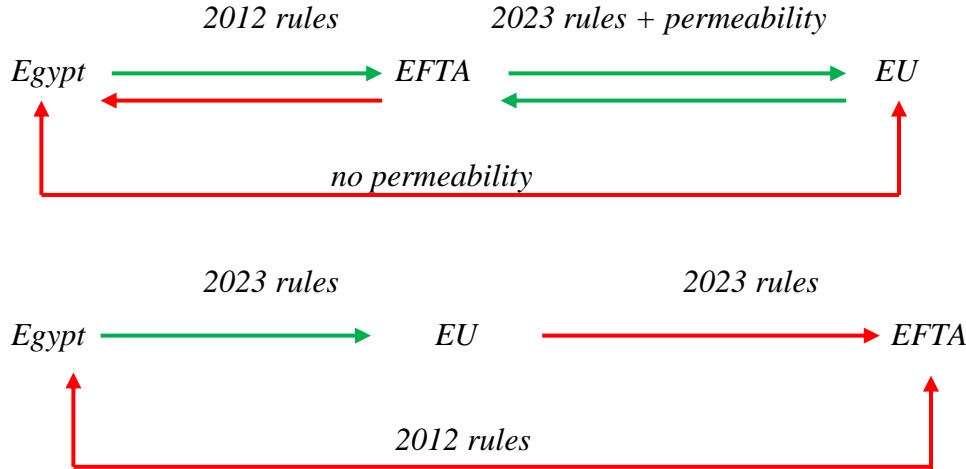 2012 rules 2023 rules + permeability
Egypt EFTA EU
no permeability
2023 rules 2023 rules
Egypt EU EFTA
2012 rules